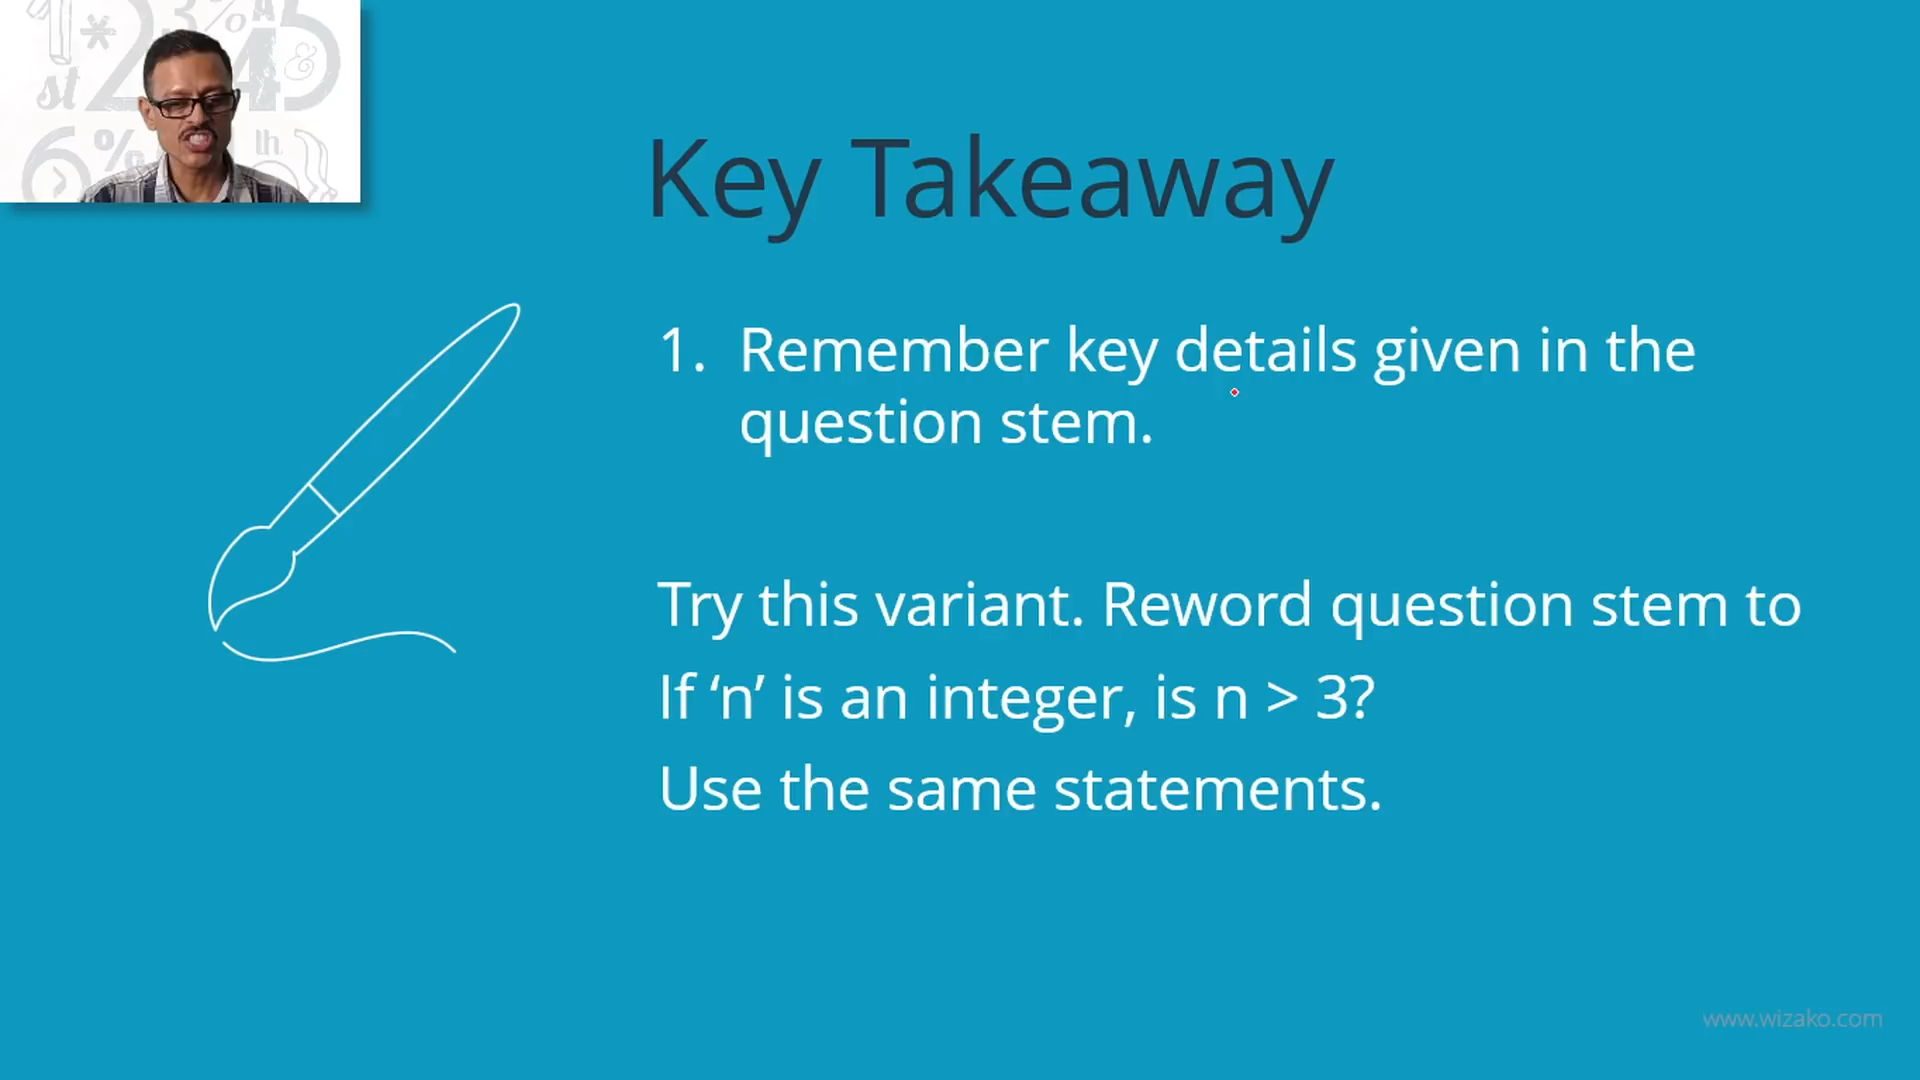 Key Takeaway
1. Remember key details given in the
question stem.
Try this variant. Reword question stem to
If ‘n’ is an integer, is n > 3?
Use the same statements.
www.wizako.com